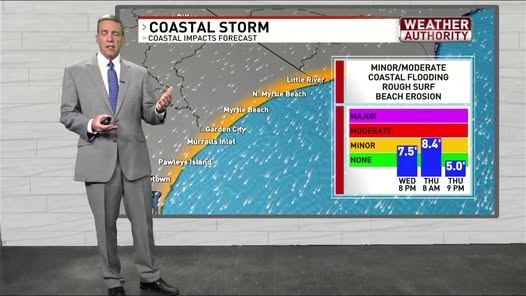 COASTAL STORM
COASTAL IMPACTS FORECAST
WEATHER
AUTHORITY
Little River
N. Myrtle Beach
Myrtle Beach
Garden City
Murrells Inlet
Pawleys Island
MINOR/MODERATE
COASTAL FLOODING
ROUGH SURF
BEACH EROSION
MAJOR
MODERATE
MINOR
NONE
7.5'
8.4'
5.0'
WED
8 PM
THU
8 AM
THU
9 PM